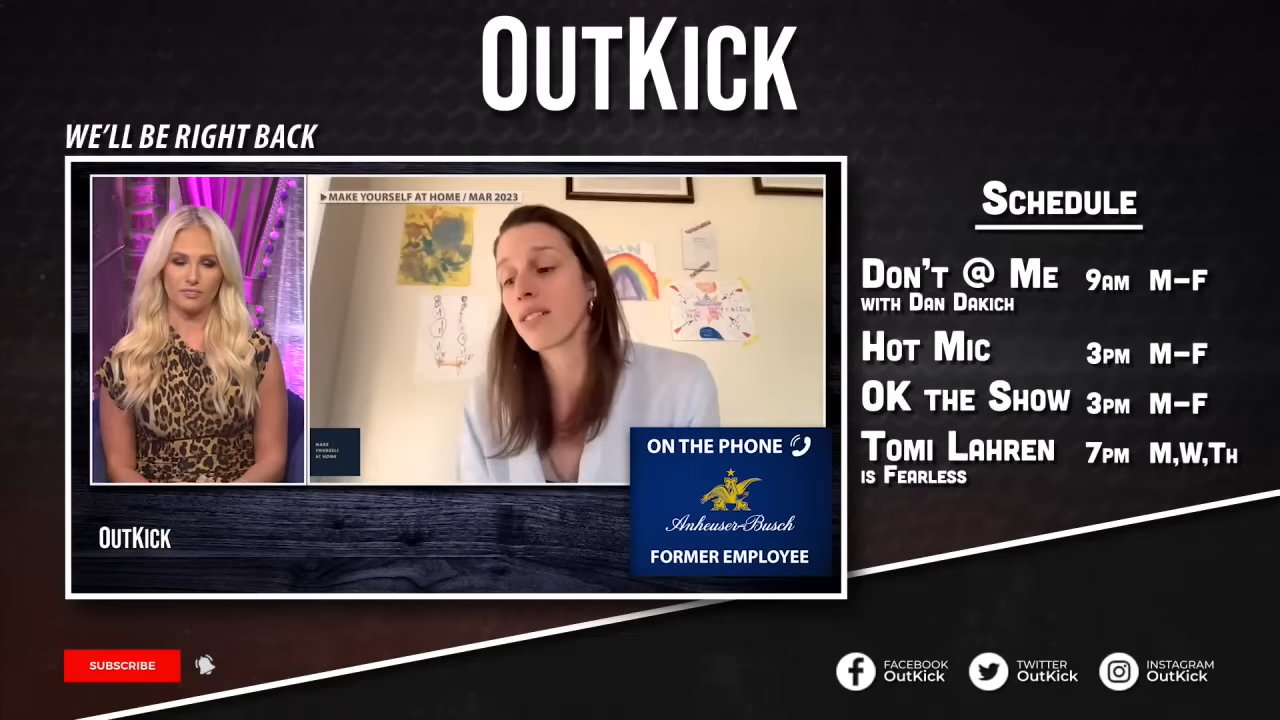 OUTKICK
WE'LL BE RIGHT BACK
▶MAKE YOURSELF AT HOME / MAR 2023
MAKE
YOURSELF
AT HOME
ON THE PHONE
Anheuser-Busch
FORMER EMPLOYEE
OUTKICK
SCHEDULE
DON'T @ ME 9AM M-F
WITH DAN DAKICH
HOT MIC 3PM M-F
OK THE SHOW 3PM M-F
TOMI LAHREN 7PM M,W,TH
IS FEARLESS
SUBSCRIBE
FACEBOOK
OutKick
TWITTER
OutKick
INSTAGRAM
OutKick